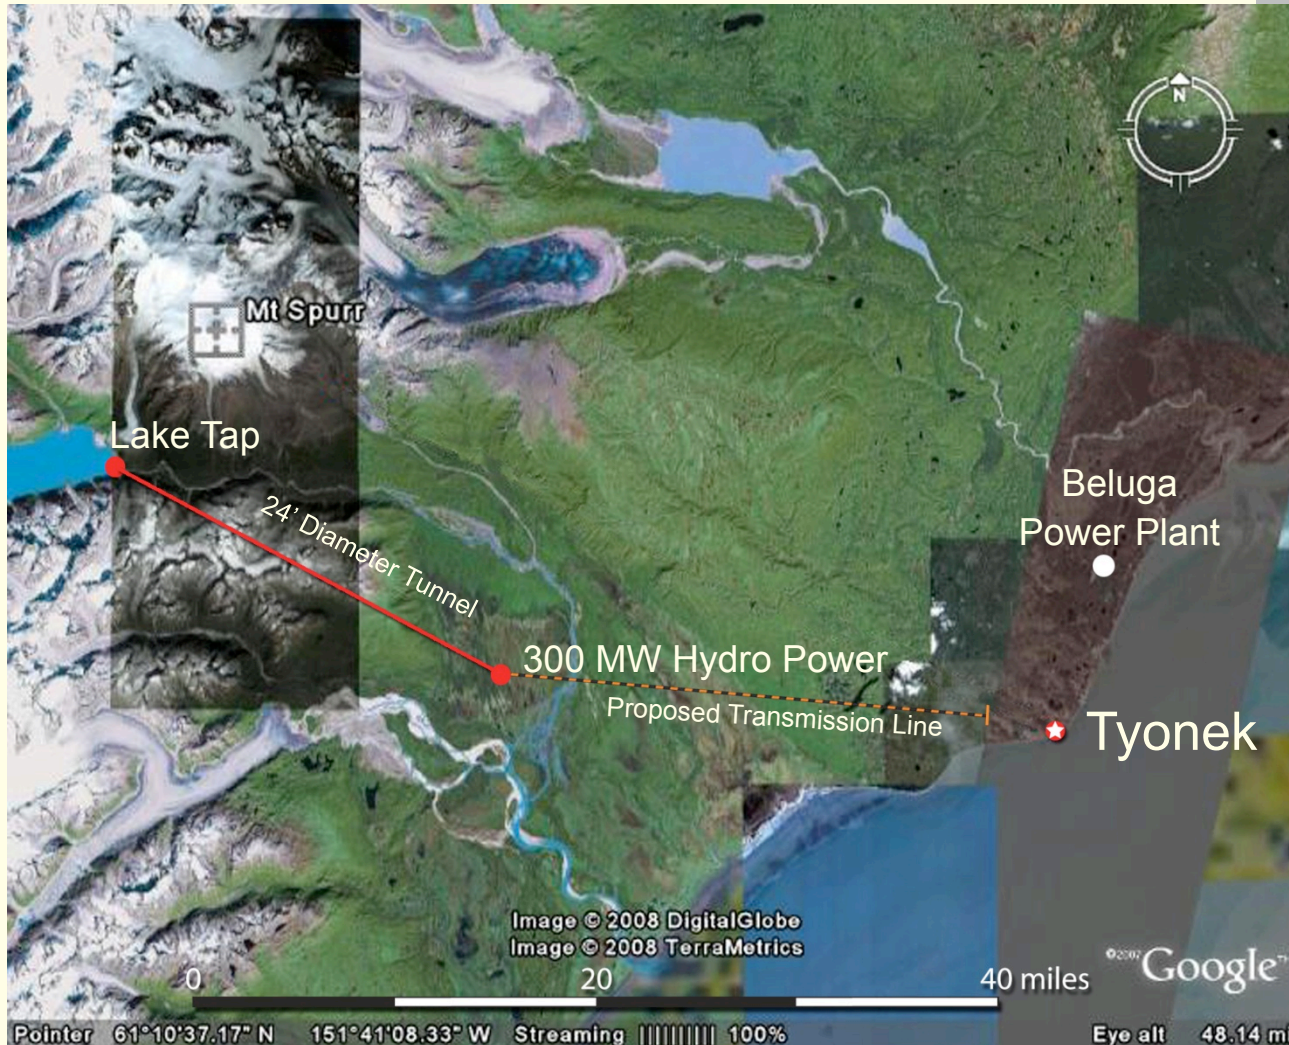 N
Mt Spurr
Lake Tap
24' Diameter Tunnel
Beluga
Power Plant
300 MW Hydro Power
Proposed Transmission Line
Tyonek
Image © 2008 DigitalGlobe
Image © 2008 TerraMetrics
©2007 Google™
0 20 40 miles
Pointer 61°10'37.17" N 151°41'08.33" W Streaming ||||||||| 100% Eye alt 48.14 mi